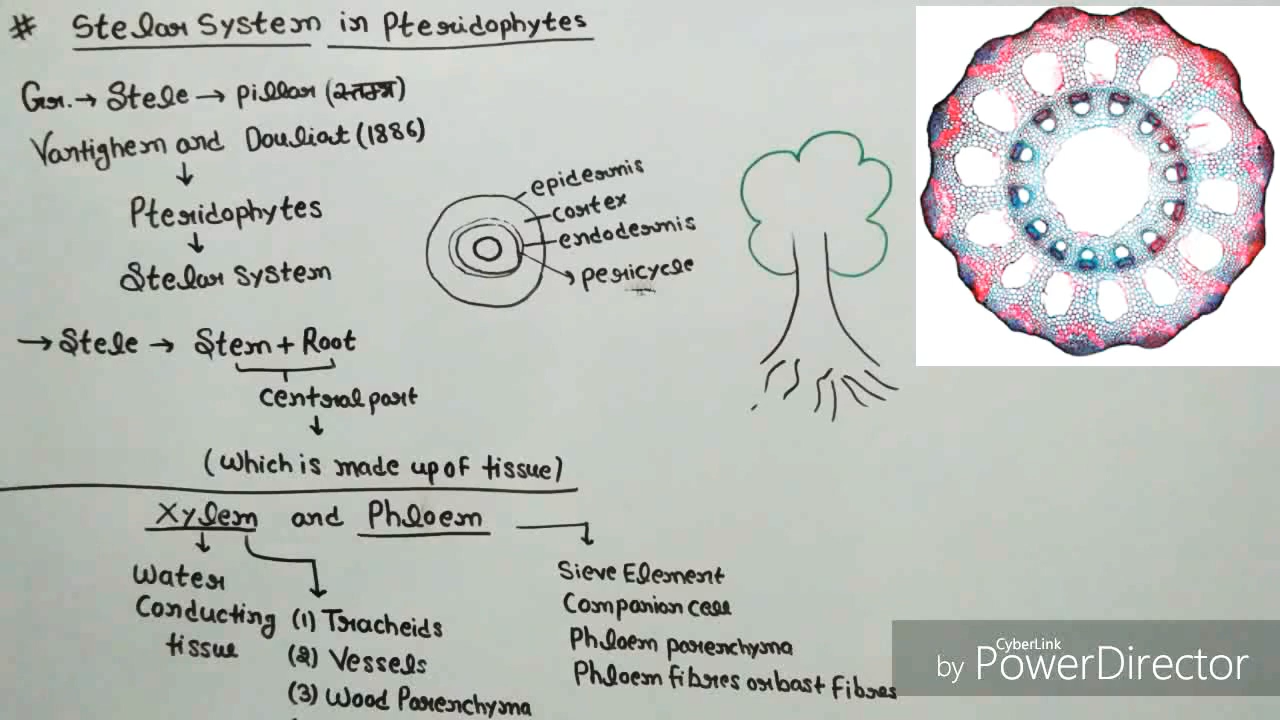 # Stelar System in Pteridophytes
Gr. → Stele → pillar (स्तम्भ)
Vantighem and Douliat (1886)
↓
Pteridophytes
↓
Stelar System
epidermis
cortex
endodermis
pericycle
→ Stele → Stem + Root
central part
↓
(which is made up of tissue)
Xylem and Phloem
Water
Conducting
tissue
(1) Tracheids
(2) Vessels
(3) Wood Parenchyma
Sieve Element
Companion cell
Phloem parenchyma
Phloem fibres or bast Fibres
CyberLink
by PowerDirector